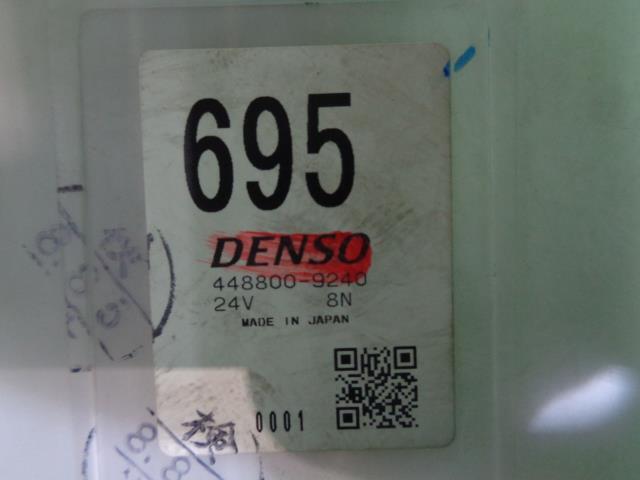 695
DENSO
448800-9240
24V 8N
MADE IN JAPAN
0001